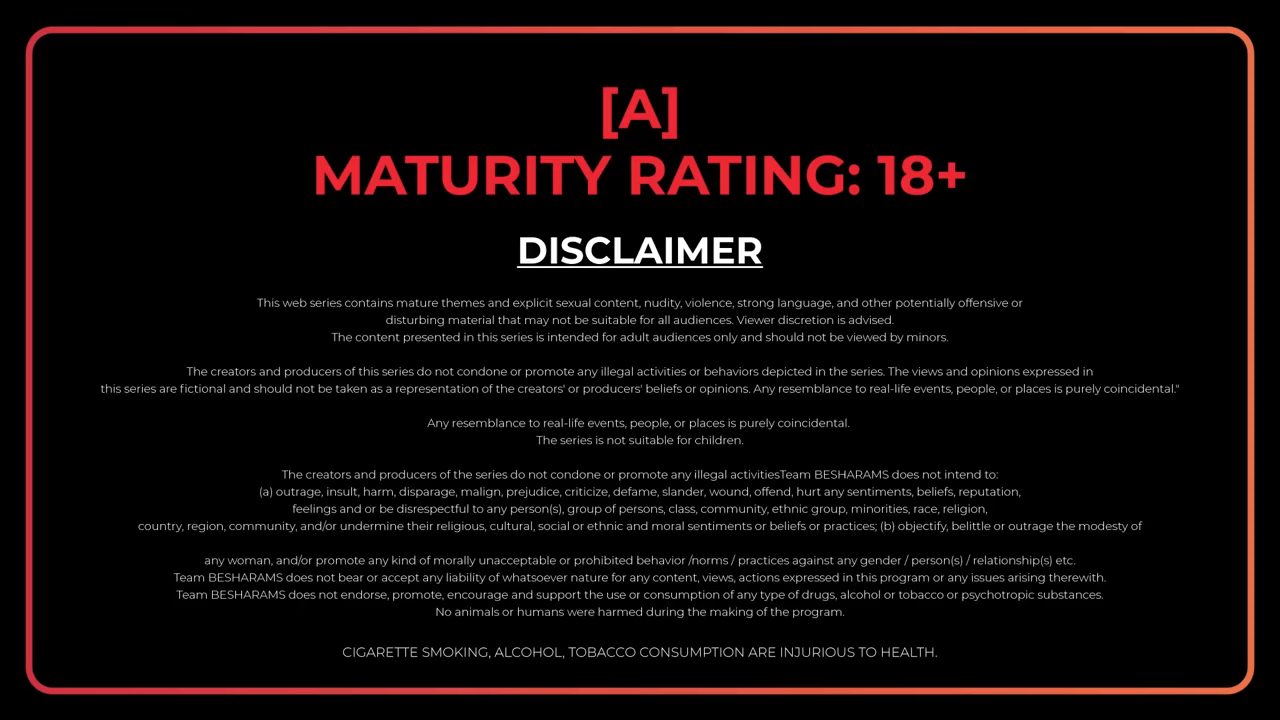 [A]
MATURITY RATING: 18+
DISCLAIMER
This web series contains mature themes and explicit sexual content, nudity, violence, strong language, and other potentially offensive or
disturbing material that may not be suitable for all audiences. Viewer discretion is advised.
The content presented in this series is intended for adult audiences only and should not be viewed by minors.
The creators and producers of this series do not condone or promote any illegal activities or behaviors depicted in the series. The views and opinions expressed in
this series are fictional and should not be taken as a representation of the creators' or producers' beliefs or opinions. Any resemblance to real-life events, people, or places is purely coincidental."
Any resemblance to real-life events, people, or places is purely coincidental.
The series is not suitable for children.
The creators and producers of the series do not condone or promote any illegal activitiesTeam BESHARAMS does not intend to:
(a) outrage, insult, harm, disparage, malign, prejudice, criticize, defame, slander, wound, offend, hurt any sentiments, beliefs, reputation,
feelings and or be disrespectful to any person(s), group of persons, class, community, ethnic group, minorities, race, religion,
country, region, community, and/or undermine their religious, cultural, social or ethnic and moral sentiments or beliefs or practices; (b) objectify, belittle or outrage the modesty of
any woman, and/or promote any kind of morally unacceptable or prohibited behavior /norms / practices against any gender / person(s) / relationship(s) etc.
Team BESHARAMS does not bear or accept any liability of whatsoever nature for any content, views, actions expressed in this program or any issues arising therewith.
Team BESHARAMS does not endorse, promote, encourage and support the use or consumption of any type of drugs, alcohol or tobacco or psychotropic substances.
No animals or humans were harmed during the making of the program.
CIGARETTE SMOKING, ALCOHOL, TOBACCO CONSUMPTION ARE INJURIOUS TO HEALTH.